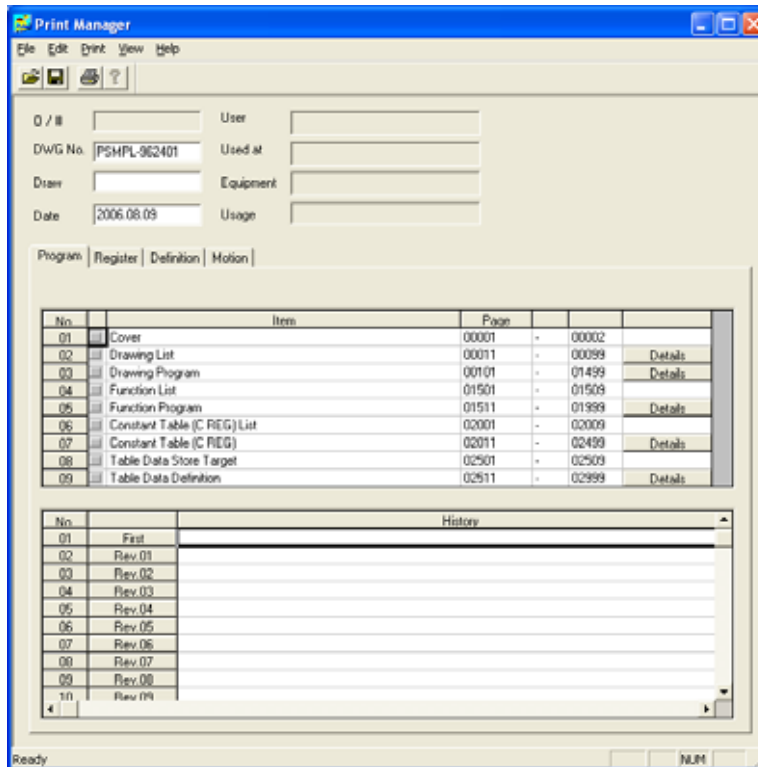 Print Manager
File Edit Print View Help
O / # User
DWG No. PSMPL-962401 Used at
Draw Equipment
Date 2006.08.09 Usage
Program Register Definition Motion
No. Item Page
01 Cover 00001 - 00002
02 Drawing List 00011 - 00099 Details
03 Drawing Program 00101 - 01499 Details
04 Function List 01501 - 01509
05 Function Program 01511 - 01999 Details
06 Constant Table (C REG) List 02001 - 02009
07 Constant Table (C REG) 02011 - 02499 Details
08 Table Data Store Target 02501 - 02509
09 Table Data Definition 02511 - 02999 Details
No. History
01 First
02 Rev.01
03 Rev.02
04 Rev.03
05 Rev.04
06 Rev.05
07 Rev.06
08 Rev.07
09 Rev.08
10 Rev.09
Ready NUM